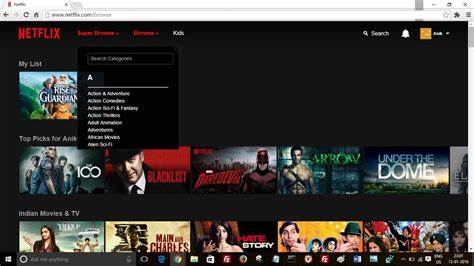 Netflix
www.netflix.com/browse
NETFLIX
Super Browse
Browse
Kids
Search
Anik
My List
Search Categories
A
Action & Adventure
Action Comedies
Action Sci-Fi & Fantasy
Action Thrillers
Adult Animation
Adventures
African Movies
Alien Sci-Fi
RISE
GUARDIANS
Top Picks for Anik
THE
100
THE
BLACKLIST
NETFLIX
DAREDEVIL
ARROW
UNDER
THE DOME
Indian Movies & TV
MAIN
AUR
CHARLES
HATE
STORY
Ask me anything
ENG
US
23:01
13-01-2016